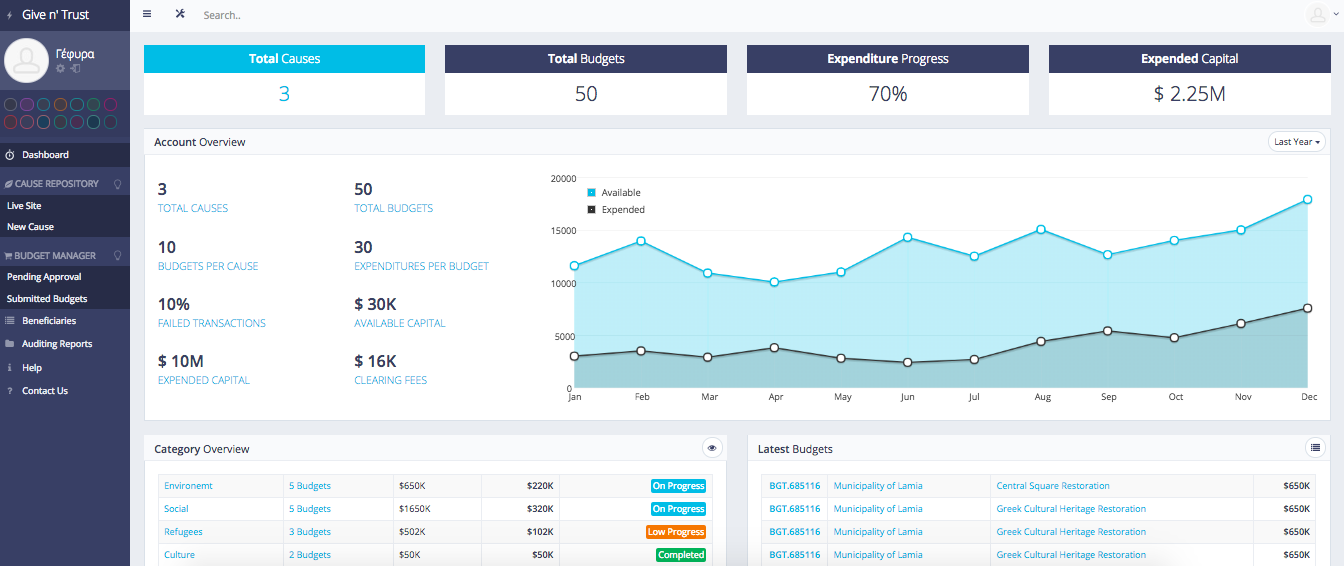 Give n' Trust
Search..
Γέφυρα
Dashboard
CAUSE REPOSITORY
Live Site
New Cause
BUDGET MANAGER
Pending Approval
Submitted Budgets
Beneficiaries
Auditing Reports
Help
Contact Us
Total Causes
3
Total Budgets
50
Expenditure Progress
70%
Expended Capital
$ 2.25M
Account Overview
Last Year
3
TOTAL CAUSES
50
TOTAL BUDGETS
10
BUDGETS PER CAUSE
30
EXPENDITURES PER BUDGET
10%
FAILED TRANSACTIONS
$ 30K
AVAILABLE CAPITAL
$ 10M
EXPENDED CAPITAL
$ 16K
CLEARING FEES
Available
Expended
20000
15000
10000
5000
0
Jan Feb Mar Apr May Jun Jul Aug Sep Oct Nov Dec
Category Overview
Environemt 5 Budgets $650K $220K On Progress
Social 5 Budgets $1650K $320K On Progress
Refugees 3 Budgets $502K $102K Low Progress
Culture 2 Budgets $50K $50K Completed
Latest Budgets
BGT.685116 Municipality of Lamia Central Square Restoration $650K
BGT.685116 Municipality of Lamia Greek Cultural Heritage Restoration $650K
BGT.685116 Municipality of Lamia Greek Cultural Heritage Restoration $650K
BGT.685116 Municipality of Lamia Greek Cultural Heritage Restoration $650K